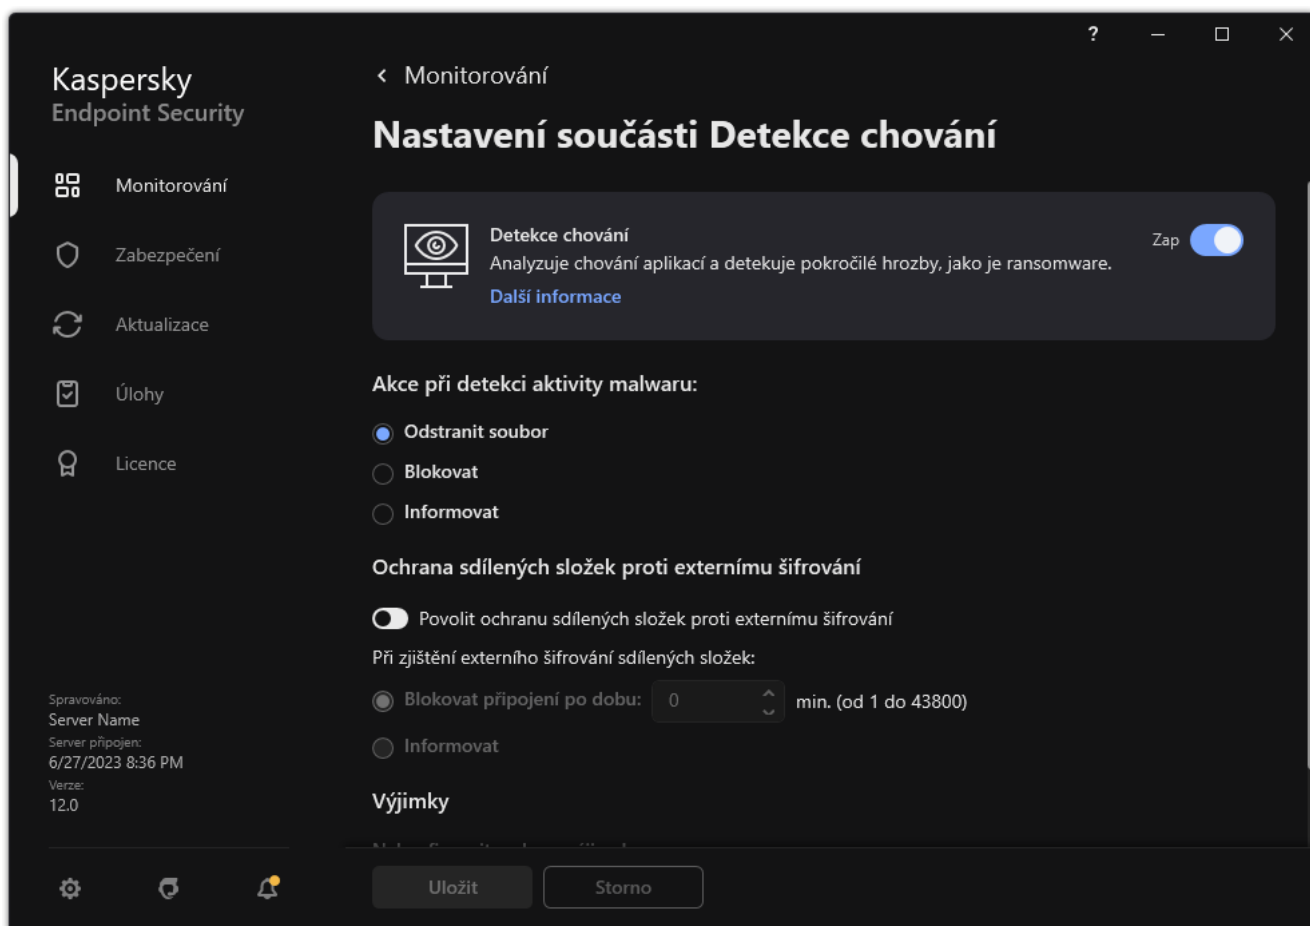 ?
Kaspersky
Endpoint Security
Monitorování
Zabezpečení
Aktualizace
Úlohy
Licence
Spravováno:
Server Name
Server připojen:
6/27/2023 8:36 PM
Verze:
12.0
Monitorování
Nastavení součásti Detekce chování
Detekce chování
Zap
Analyzuje chování aplikací a detekuje pokročilé hrozby, jako je ransomware.
Další informace
Akce při detekci aktivity malwaru:
Odstranit soubor
Blokovat
Informovat
Ochrana sdílených složek proti externímu šifrování
Povolit ochranu sdílených složek proti externímu šifrování
Při zjištění externího šifrování sdílených složek:
Blokovat připojení po dobu: 0 min. (od 1 do 43800)
Informovat
Výjimky
Uložit
Storno